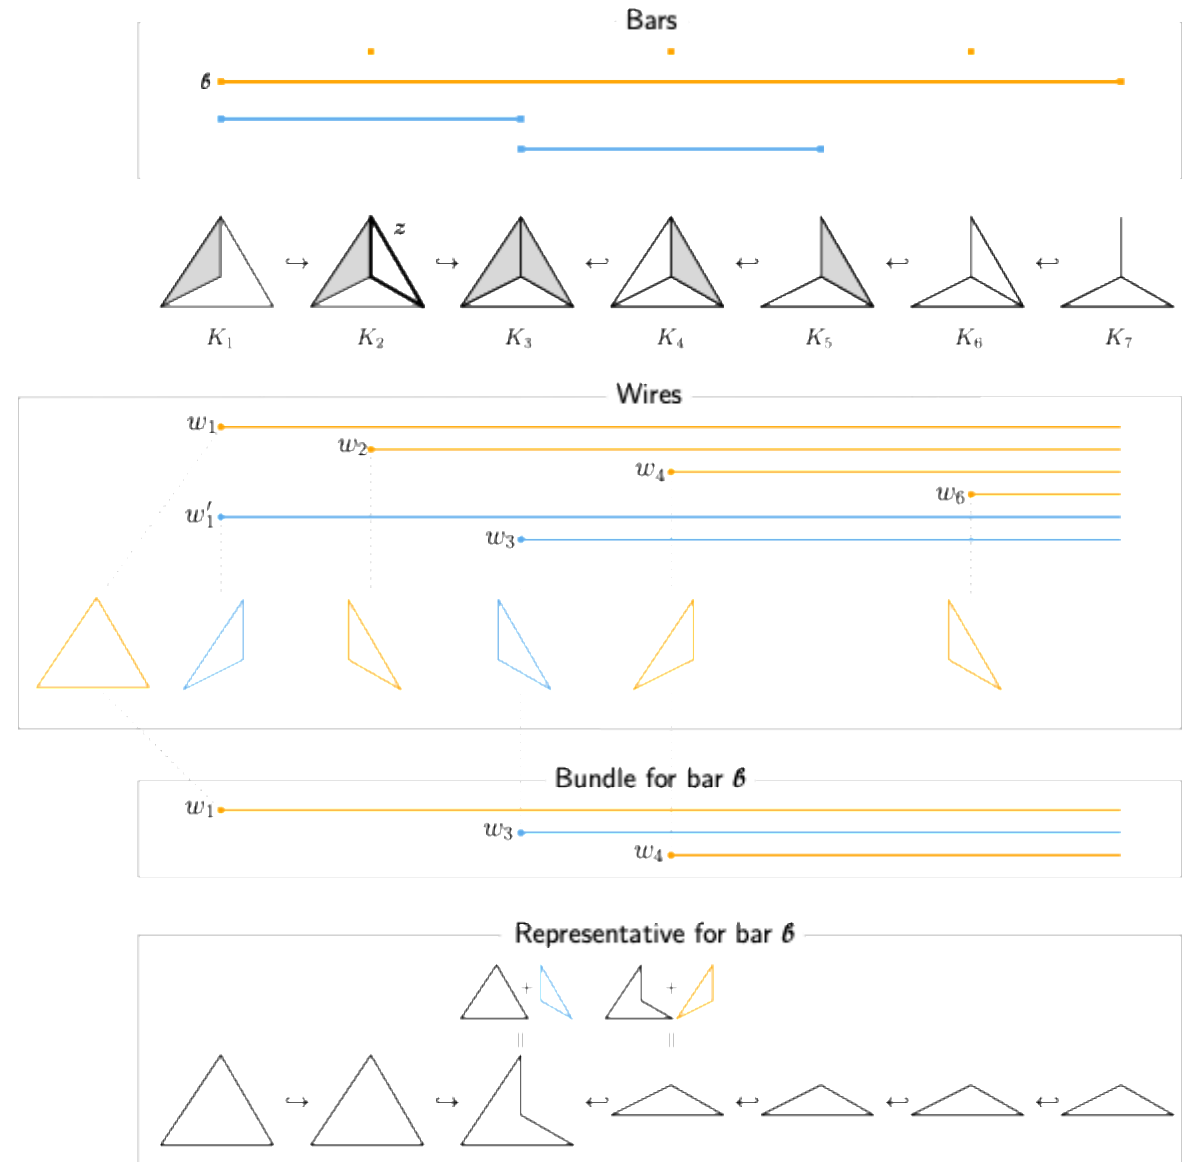 Bars
𝒷
z
↪ ↪ ↩ ↩ ↩ ↩
K₁ K₂ K₃ K₄ K₅ K₆ K₇
Wires
w₁
w₂
w₄
w₆
w′₁
w₃
Bundle for bar 𝒷
w₁
w₃
w₄
Representative for bar 𝒷
+ +
|| ||
↪ ↪ ↩ ↩ ↩ ↩